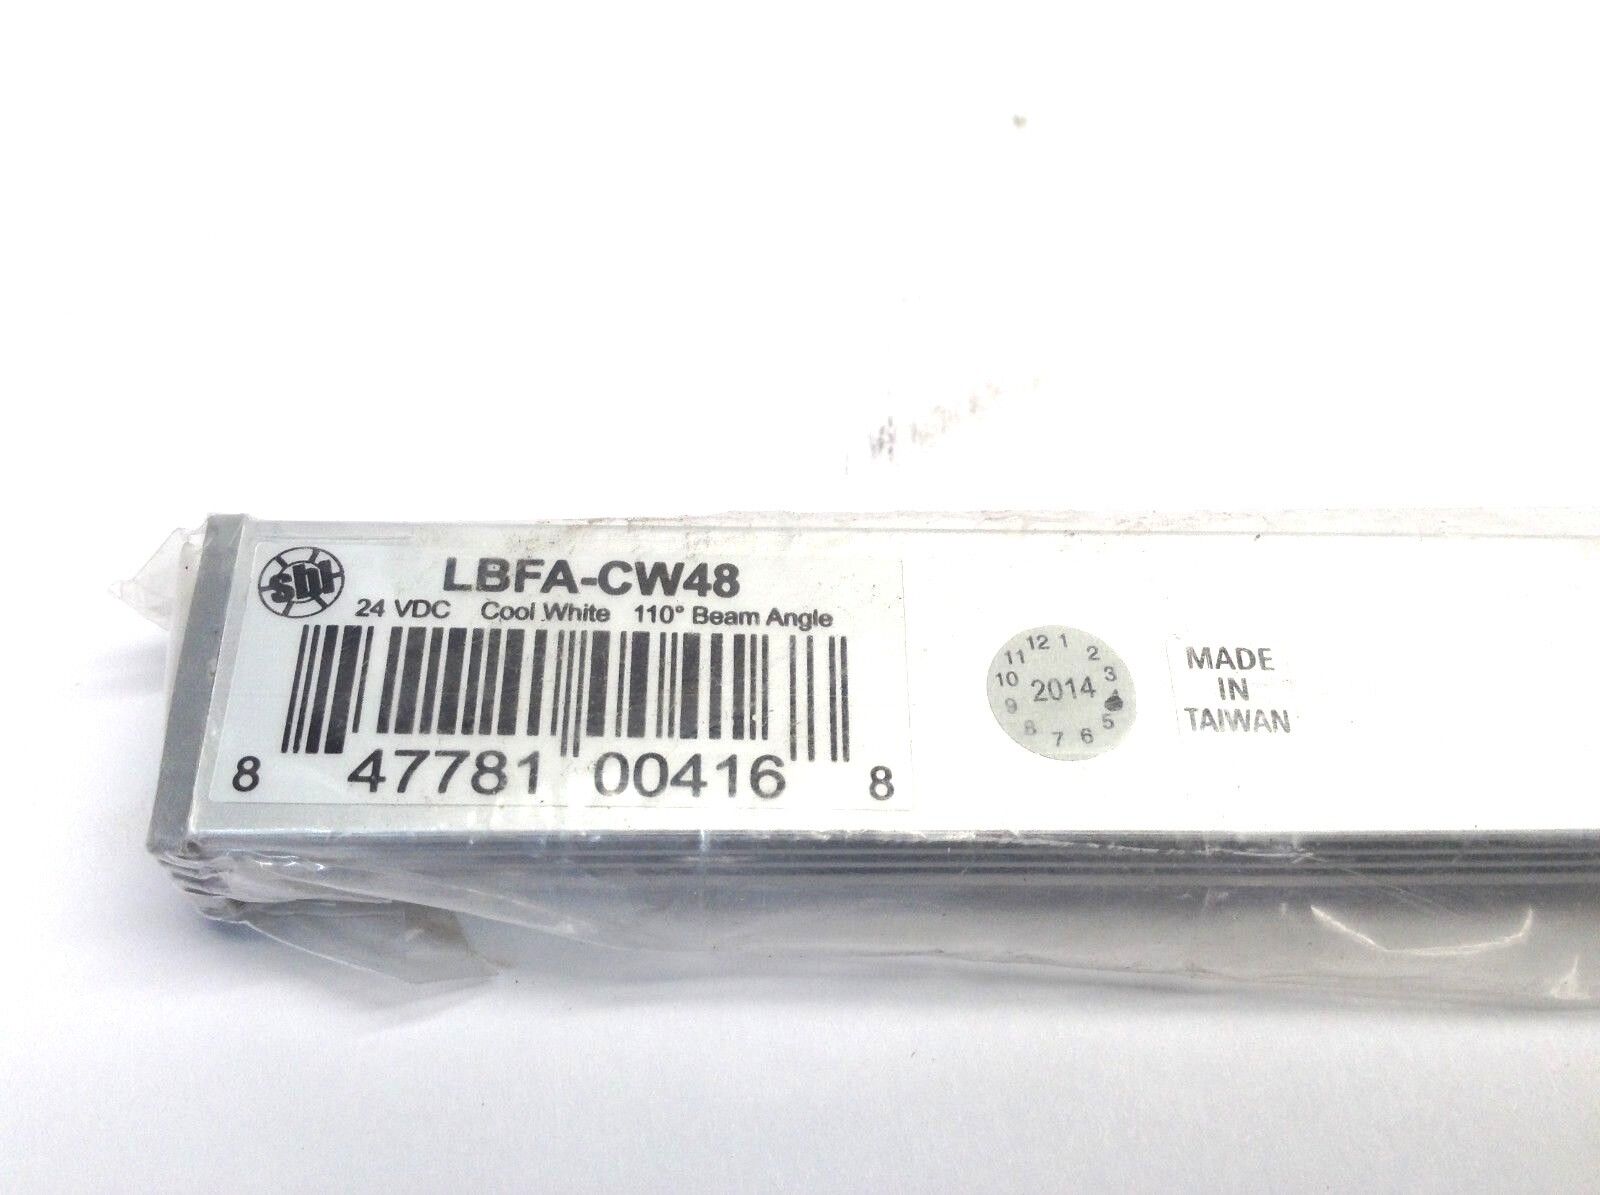 sbl
LBFA-CW48
24 VDC Cool White 110° Beam Angle
8 47781 00416 8
12 1 2 3 5 6 7 8 9 10 11
2014
MADE
IN
TAIWAN